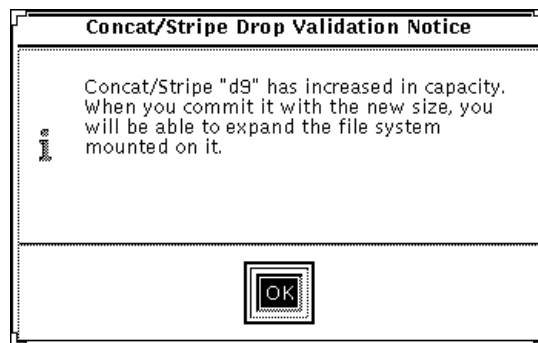 Concat/Stripe Drop Validation Notice
Concat/Stripe "d9" has increased in capacity.
When you commit it with the new size, you
will be able to expand the file system
mounted on it.
OK